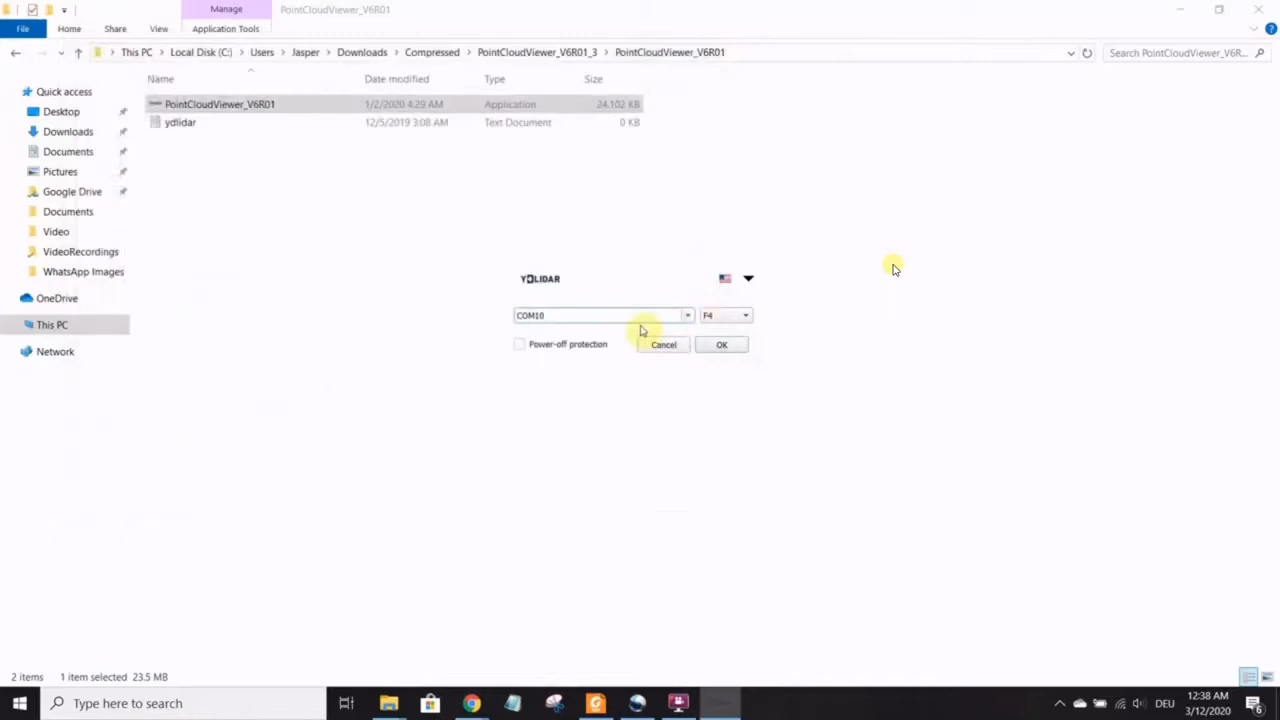 Manage
PointCloudViewer_V6R01
File Home Share View Application Tools
This PC Local Disk (C:) Users Jasper Downloads Compressed PointCloudViewer_V6R01_3 PointCloudViewer_V6R01
Search PointCloudViewer_V6R...
Name Date modified Type Size
PointCloudViewer_V6R01 1/2/2020 4:29 AM Application 24,102 KB
ydlidar 12/5/2019 3:08 AM Text Document 0 KB
Quick access
Desktop
Downloads
Documents
Pictures
Google Drive
Documents
Video
VideoRecordings
WhatsApp Images
OneDrive
This PC
Network
YDLIDAR
COM10 F4
Power-off protection Cancel OK
2 items 1 item selected 23.5 MB
Type here to search
DEU
12:38 AM
3/12/2020
6